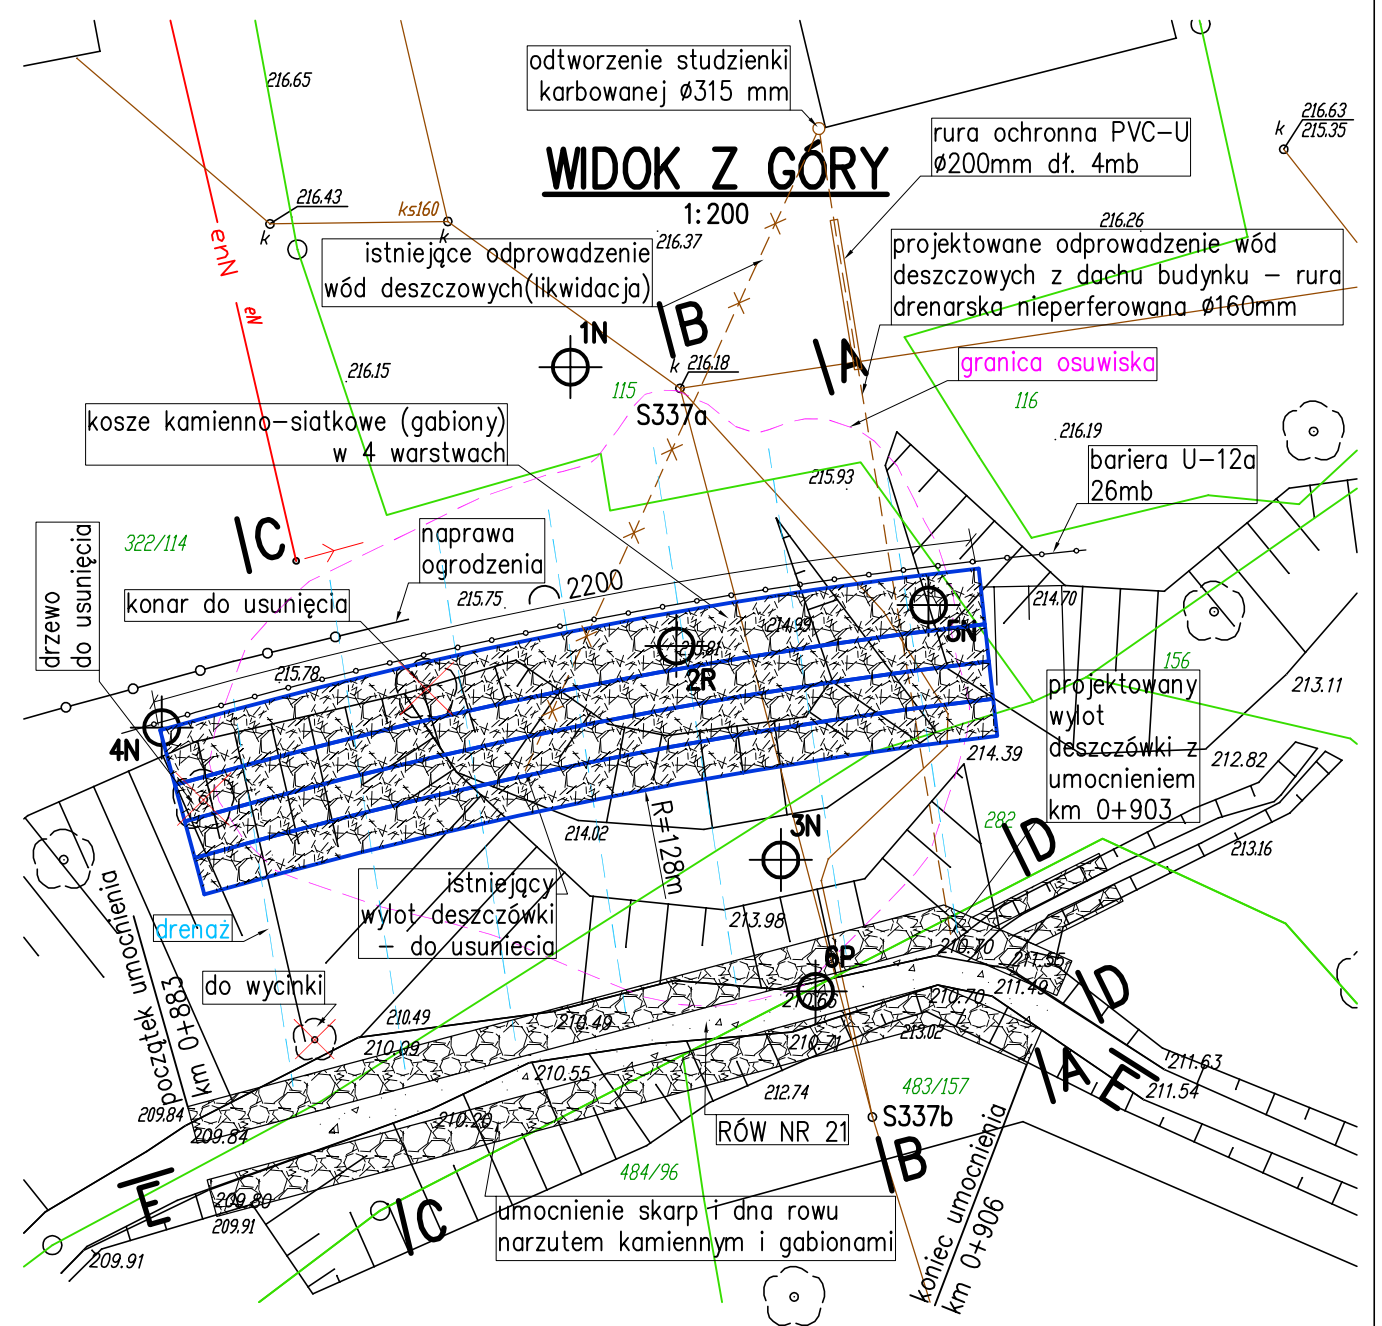 216.65
odtworzenie studzienki
karbowanej ø315 mm
216.63
215.35
k
rura ochronna PVC-U
ø200mm dł. 4mb
WIDOK Z GÓRY
1:200
216.43
ks160
k
k
enN
eN
216.37
216.26
istniejące odprowadzenie
wód deszczowych(likwidacja)
projektowane odprowadzenie wód
deszczowych z dachu budynku – rura
drenarska nieperferowana ø160mm
1N
B
A
k
216.18
granica osuwiska
216.15
115
S337a
116
kosze kamienno-siatkowe (gabiony)
w 4 warstwach
216.19
bariera U-12a
26mb
215.93
C
322/114
drzewo
do usunięcia
naprawa
ogrodzenia
2200
konar do usunięcia
215.75
214.99
214.70
5N
215.78
2R
156
213.11
projektowany
wylot
deszczówki z
umocnieniem
km 0+903
4N
214.39
212.82
R=128m
3N
214.02
282
D
213.16
istniejący
wylot deszczówki
– do usuniecia
213.98
drenaż
początek umocnienia
km 0+883
do wycinki
6P
210.70
211.55
211.49
D
210.65
210.70
210.49
210.49
213.02
210.71
210.09
211.63
A
E
211.54
210.55
212.74
483/157
209.84
209.84
210.20
RÓW NR 21
S337b
484/96
B
E
209.80
209.91
C
umocnienie skarp i dna rowu
narzutem kamiennym i gabionami
209.91
koniec umocnienia
km 0+906